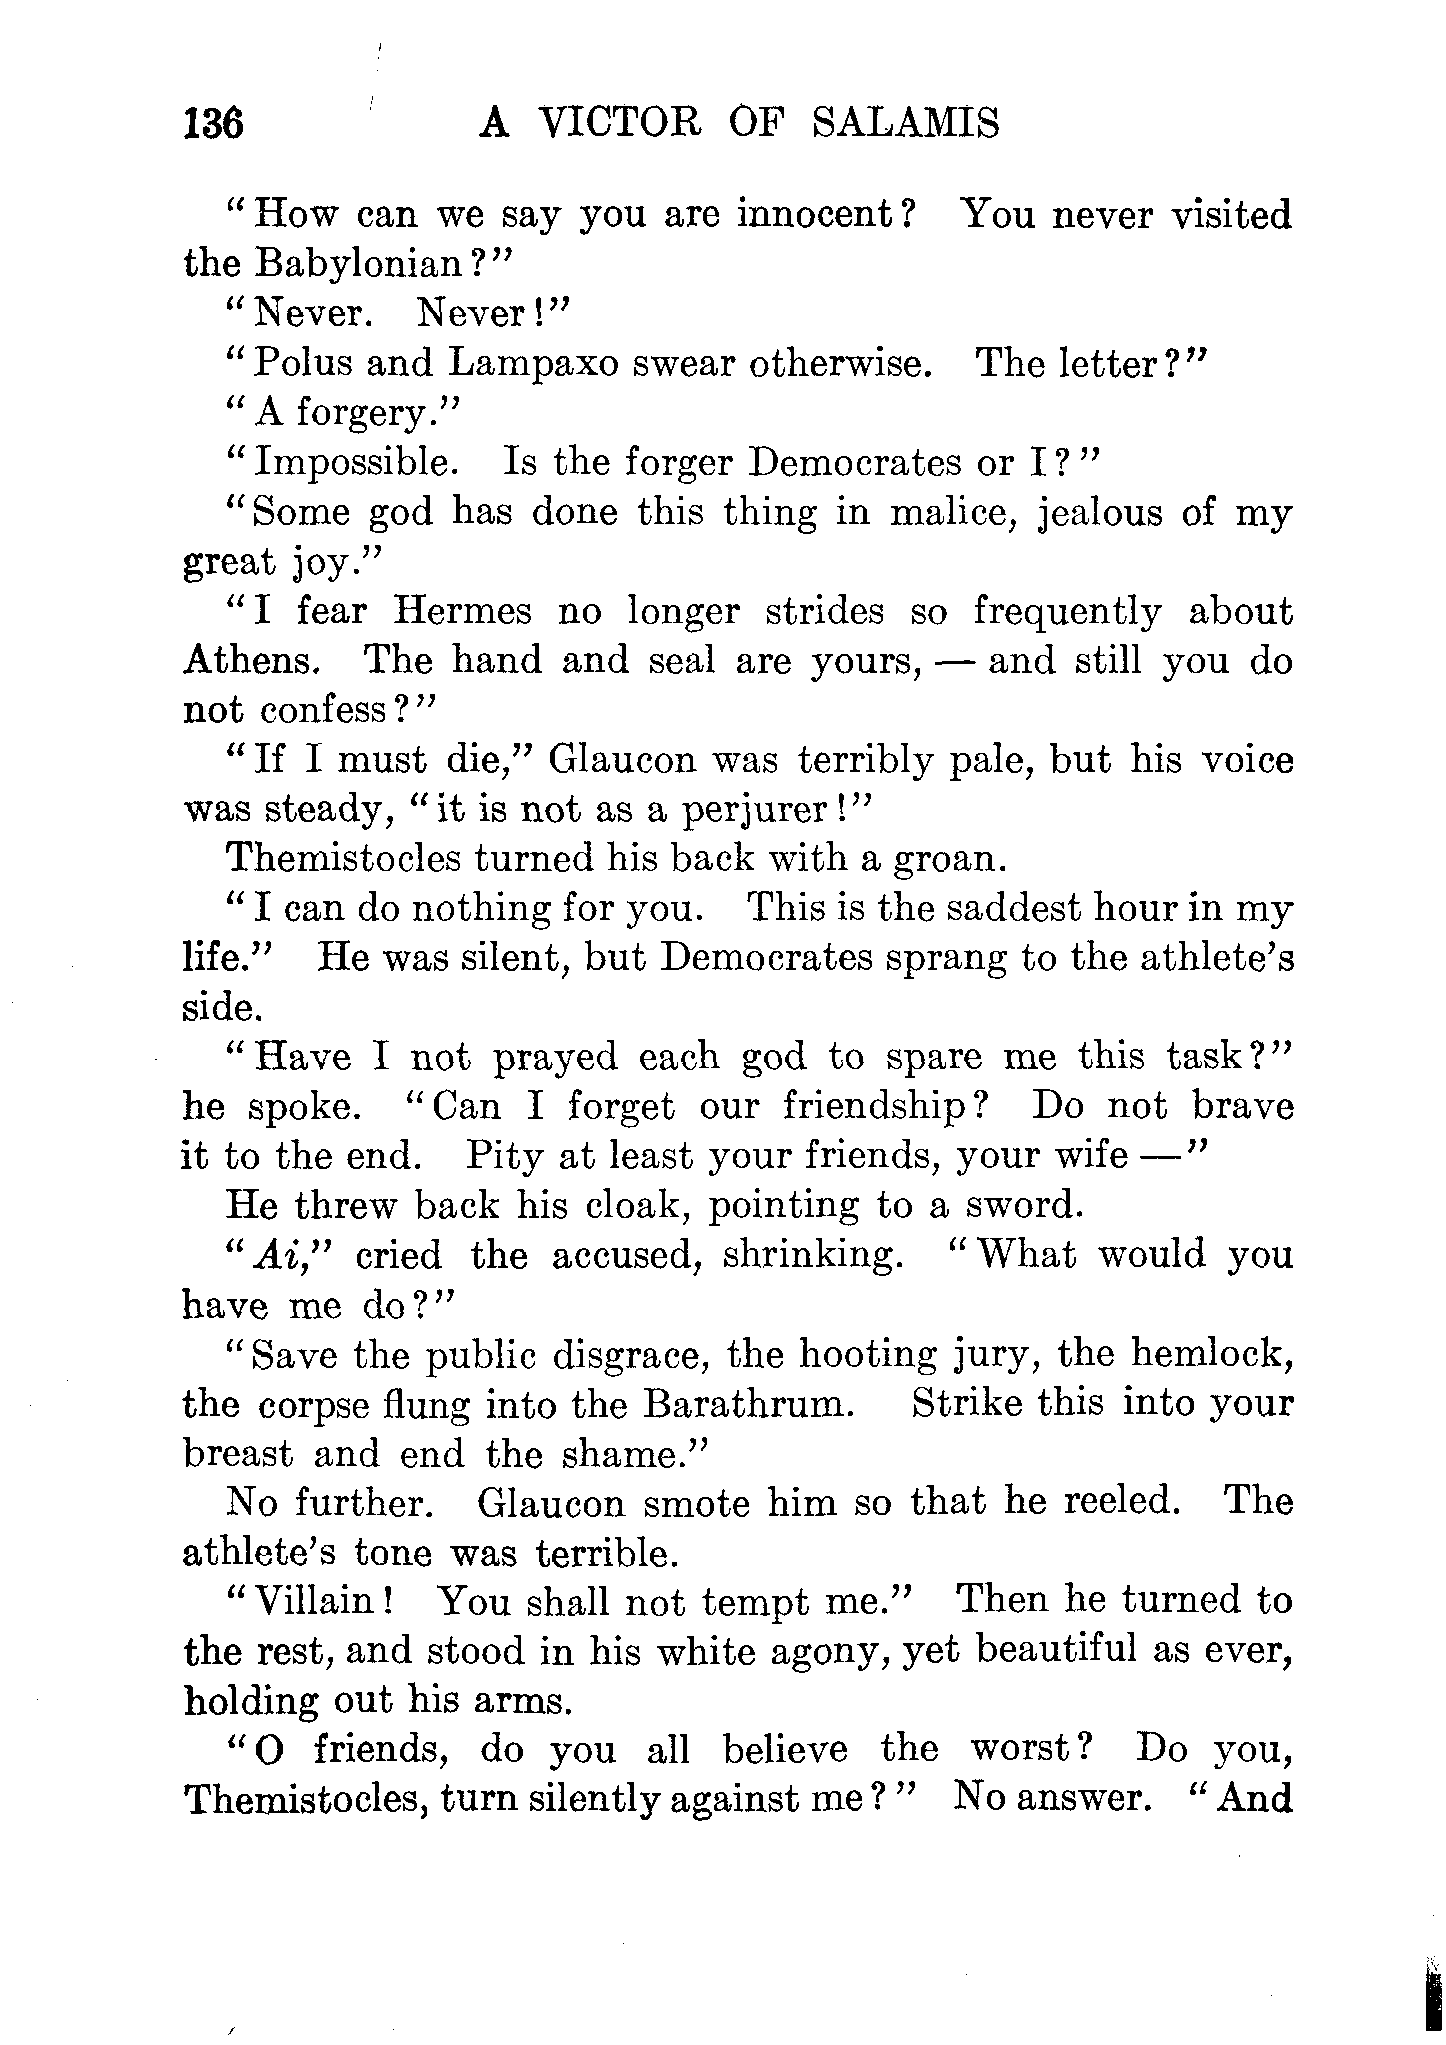 136 A VICTOR OF SALAMIS
“How can we say you are innocent? You never visited
the Babylonian?”
“Never. Never!”
“Polus and Lampaxo swear otherwise. The letter?”
“A forgery.”
“Impossible. Is the forger Democrates or I?”
“Some god has done this thing in malice, jealous of my
great joy.”
“I fear Hermes no longer strides so frequently about
Athens. The hand and seal are yours, — and still you do
not confess?”
“If I must die,” Glaucon was terribly pale, but his voice
was steady, “it is not as a perjurer!”
Themistocles turned his back with a groan.
“I can do nothing for you. This is the saddest hour in my
life.” He was silent, but Democrates sprang to the athlete’s
side.
“Have I not prayed each god to spare me this task?”
he spoke. “Can I forget our friendship? Do not brave
it to the end. Pity at least your friends, your wife —”
He threw back his cloak, pointing to a sword.
“Ai,” cried the accused, shrinking. “What would you
have me do?”
“Save the public disgrace, the hooting jury, the hemlock,
the corpse flung into the Barathrum. Strike this into your
breast and end the shame.”
No further. Glaucon smote him so that he reeled. The
athlete’s tone was terrible.
“Villain! You shall not tempt me.” Then he turned to
the rest, and stood in his white agony, yet beautiful as ever,
holding out his arms.
“O friends, do you all believe the worst? Do you,
Themistocles, turn silently against me?” No answer. “And